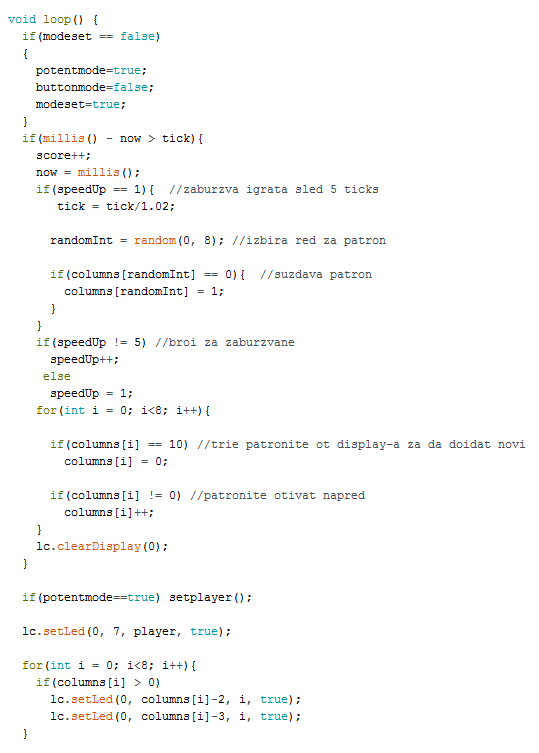 void loop() {
  if(modeset == false)
  {
    potentmode=true;
    buttonmode=false;
    modeset=true;
  }
  if(millis() - now > tick){
    score++;
    now = millis();
    if(speedUp == 1){  //zaburzva igrata sled 5 ticks
       tick = tick/1.02;

      randomInt = random(0, 8); //izbira red za patron

      if(columns[randomInt] == 0){  //suzdava patron
        columns[randomInt] = 1;
      }
    }
    if(speedUp != 5) //broi za zaburzvane
      speedUp++;
     else
      speedUp = 1;
    for(int i = 0; i<8; i++){

      if(columns[i] == 10) //trie patronite ot display-a za da doidat novi
        columns[i] = 0;

      if(columns[i] != 0) //patronite otivat napred
        columns[i]++;
    }
    lc.clearDisplay(0);
  }

  if(potentmode==true) setplayer();

  lc.setLed(0, 7, player, true);

  for(int i = 0; i<8; i++){
    if(columns[i] > 0)
      lc.setLed(0, columns[i]-2, i, true);
      lc.setLed(0, columns[i]-3, i, true);
  }